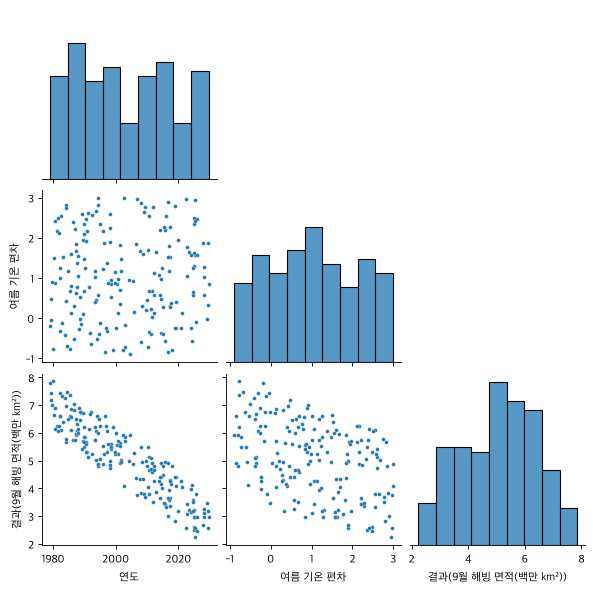 3
2
1
0
-1
여름 기온 편차
8
7
6
5
4
3
2
결과(9월 해빙 면적(백만 km²))
1980 2000 2020
연도
-1 0 1 2 3
여름 기온 편차
2 4 6 8
결과(9월 해빙 면적(백만 km²))